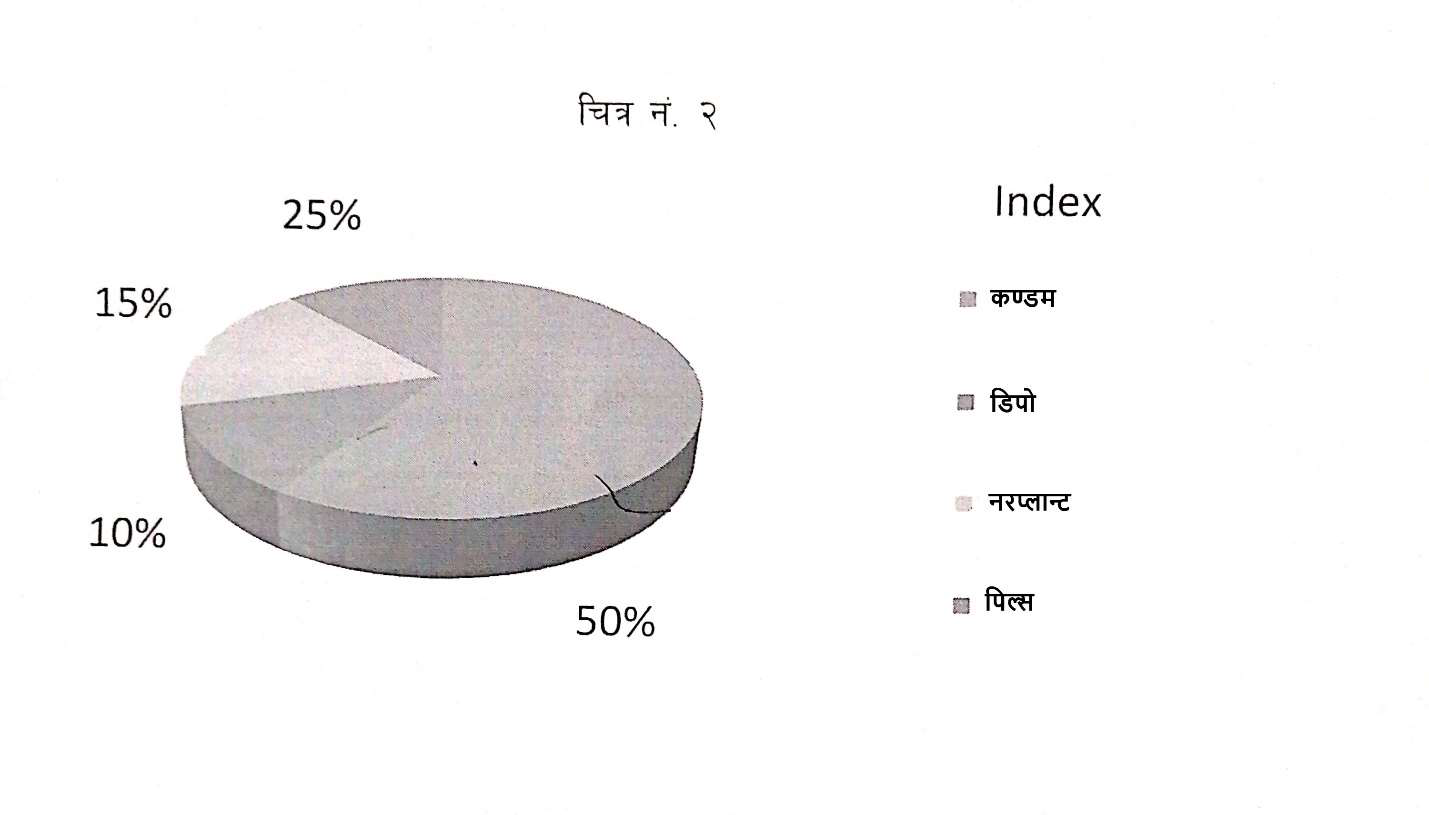 चित्र नं. २
25%
15%
10%
50%
Index
कण्डम
डिपो
नरप्लान्ट
पिल्स